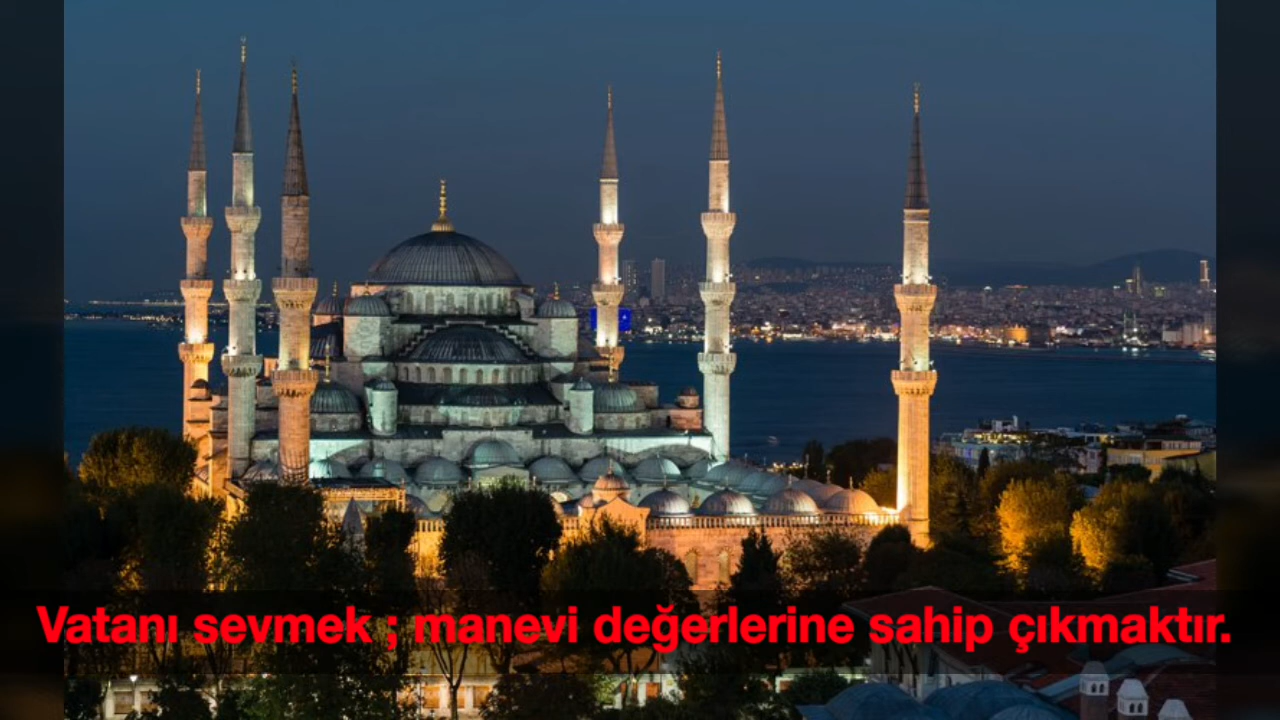 Vatanı sevmek ; manevi değerlerine sahip çıkmaktır.